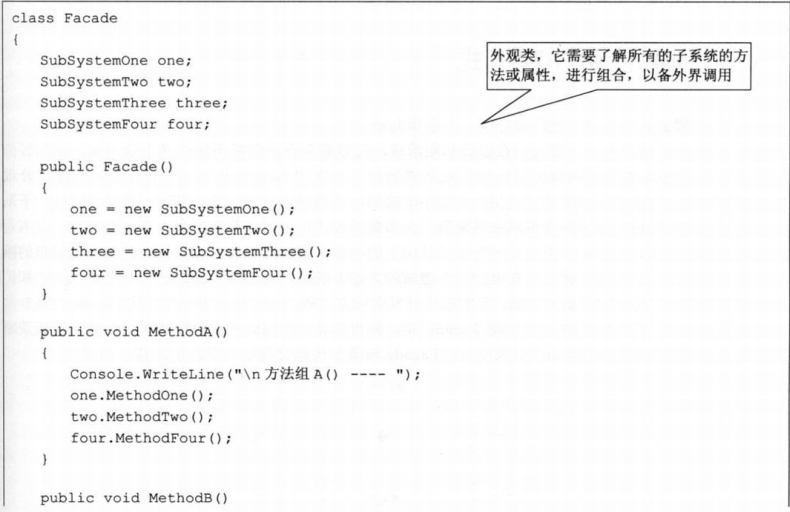 class Facade
{
外观类，它需要了解所有的子系统的方
法或属性，进行组合，以备外界调用
SubSystemOne one;
SubSystemTwo two;
SubSystemThree three;
SubSystemFour four;
public Facade()
{
one = new SubSystemOne();
two = new SubSystemTwo();
three = new SubSystemThree();
four = new SubSystemFour();
}
public void MethodA()
{
Console.WriteLine("\n 方法组 A() ---- ");
one.MethodOne();
two.MethodTwo();
four.MethodFour();
}
public void MethodB()